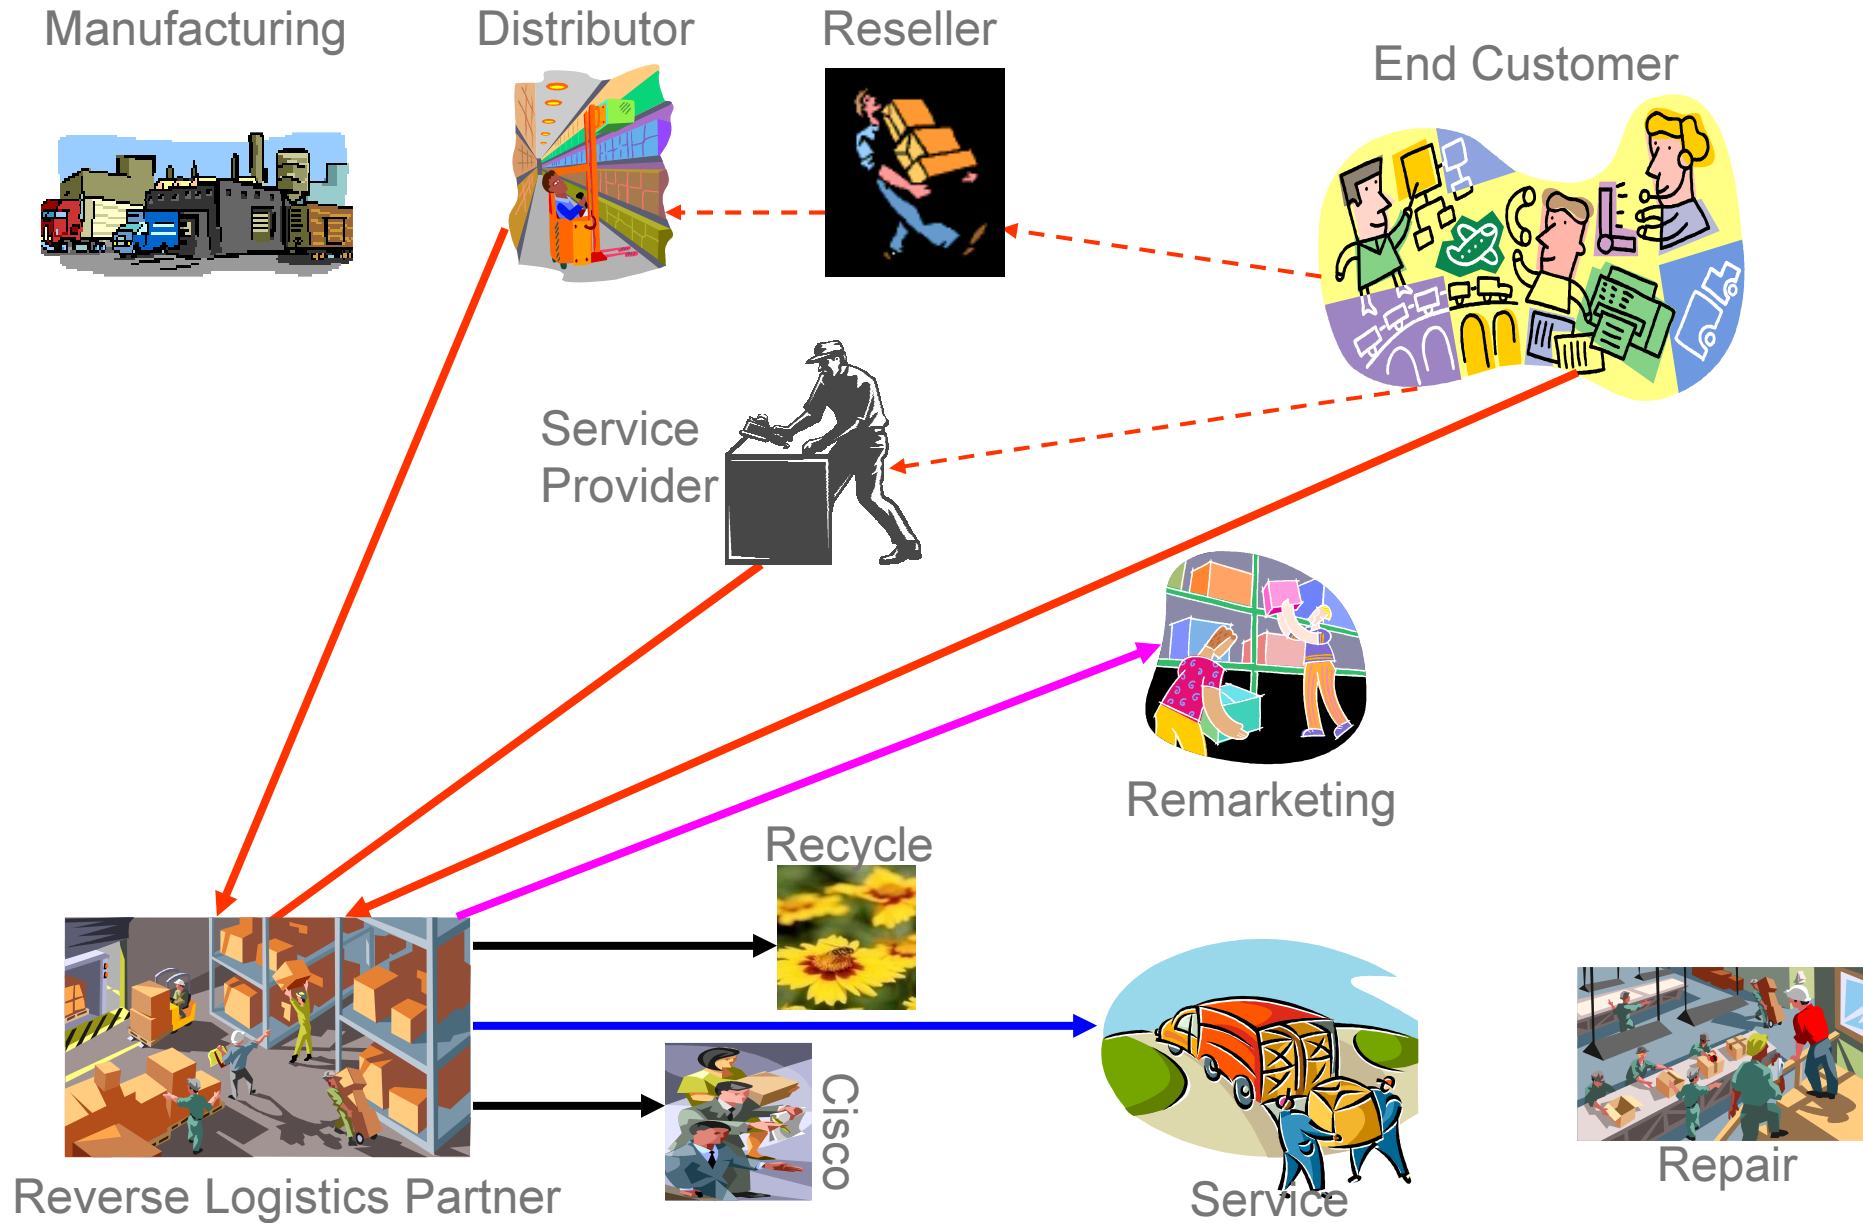 Manufacturing
Distributor
Reseller
End Customer
Service
Provider
Remarketing
Recycle
Cisco
Repair
Service
Reverse Logistics Partner